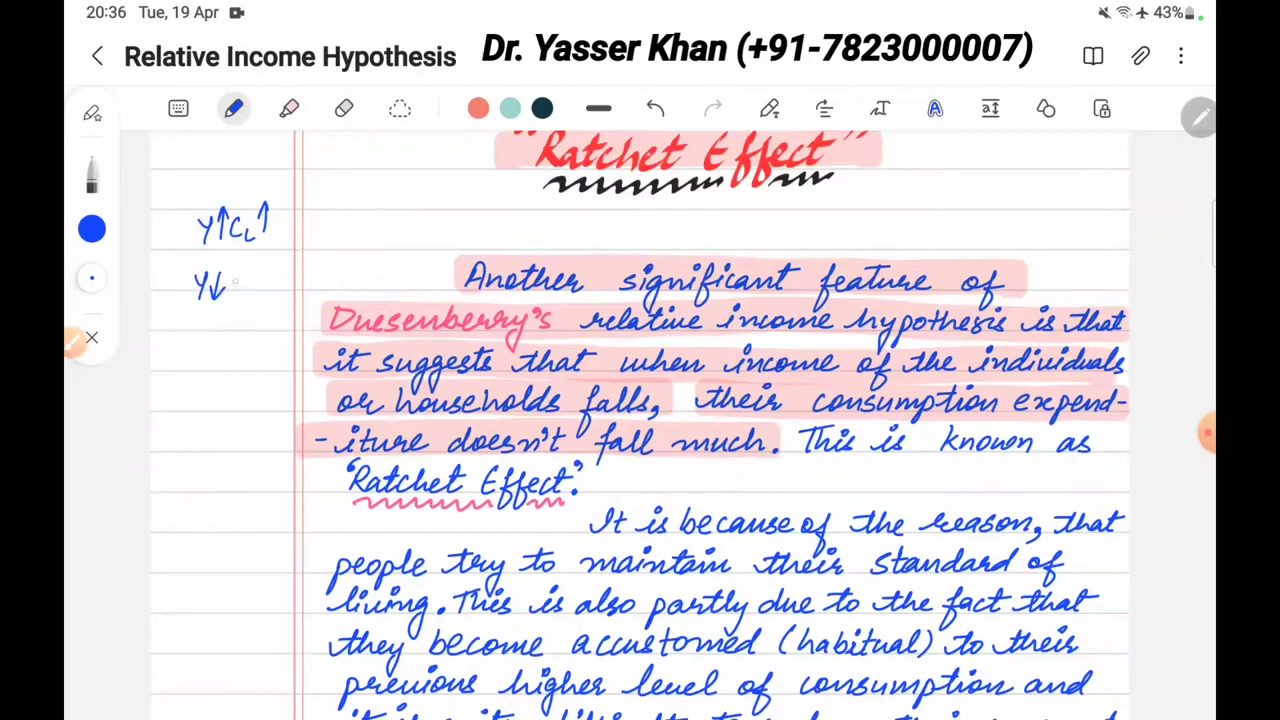 20:36 Tue, 19 Apr 43%
Relative Income Hypothesis Dr. Yasser Khan (+91-7823000007)
"Ratchet Effect"
Y↑ C↑
Y↓
Another significant feature of
Duesenberry's relative income hypothesis is that
it suggests that when income of the individuals
or households falls, their consumption expend-
-iture doesn't fall much. This is known as
'Ratchet Effect'.
It is because of the reason, that
people try to maintain their standard of
living. This is also partly due to the fact that
they become accustomed (habitual) to their
previous higher level of consumption and